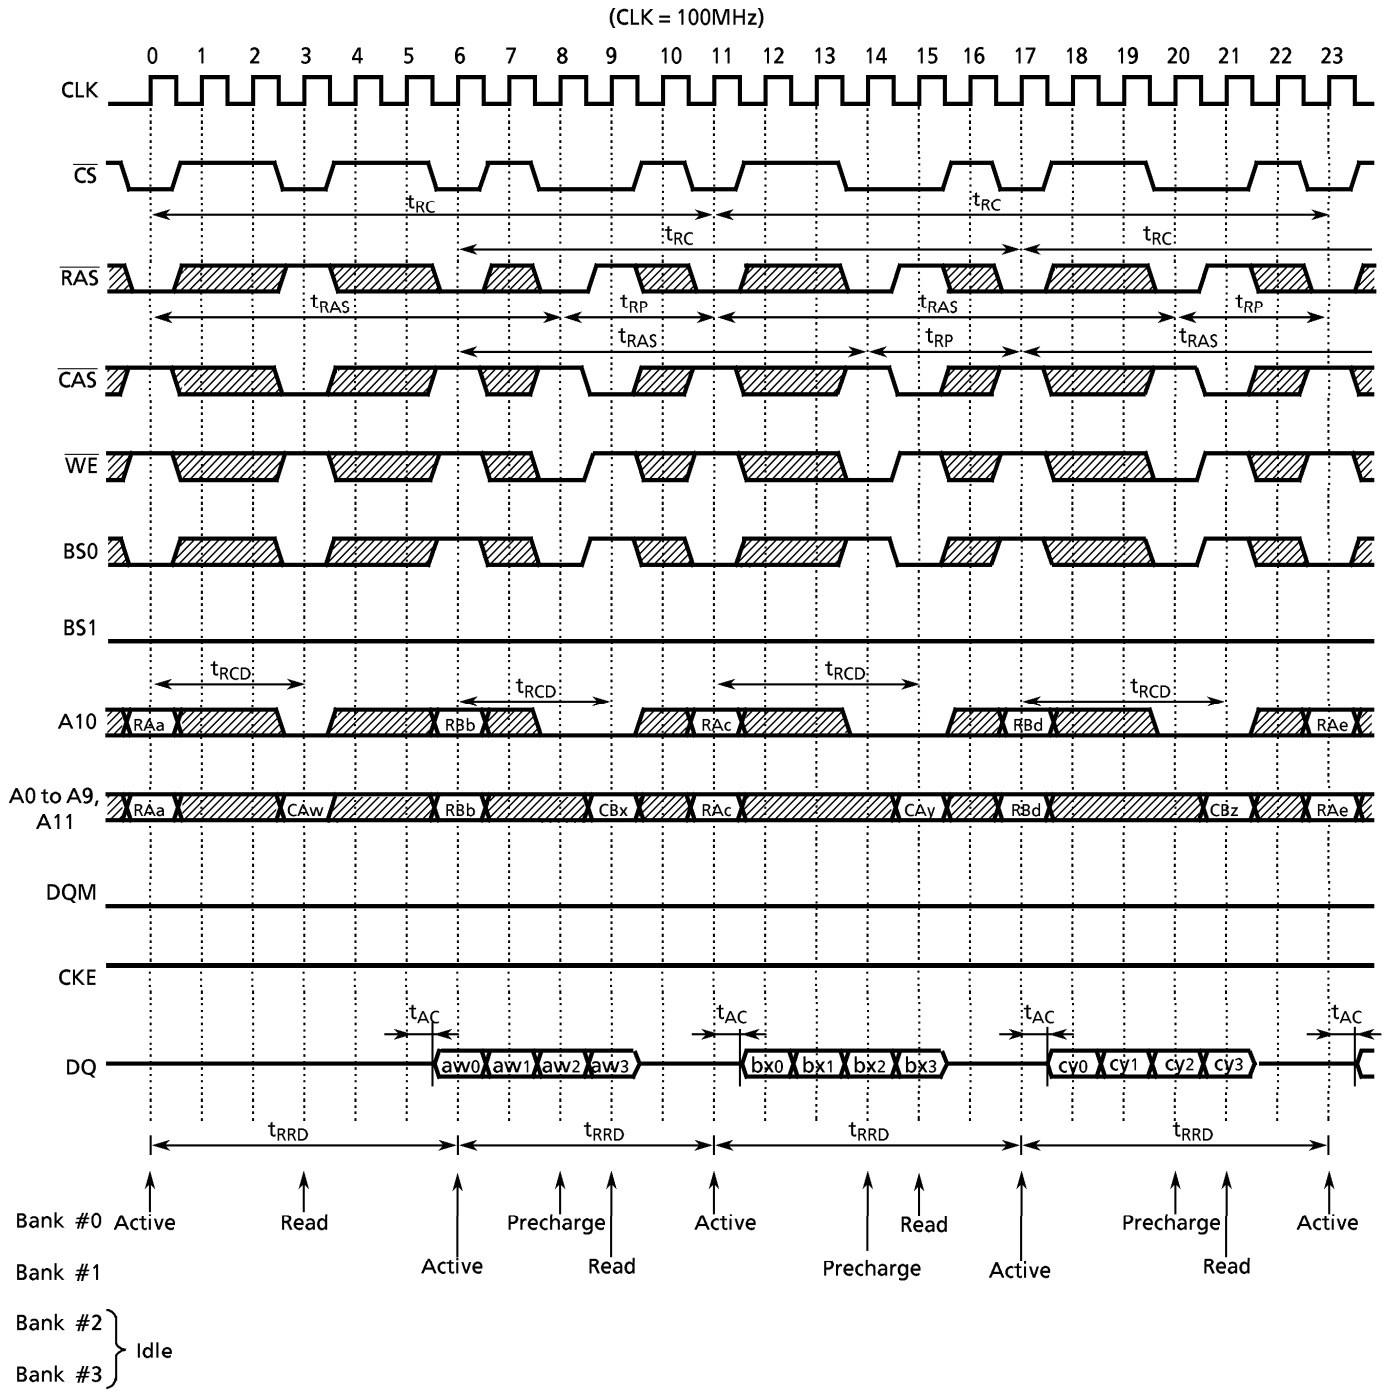 (CLK = 100MHz)
0 1 2 3 4 5 6 7 8 9 10 11 12 13 14 15 16 17 18 19 20 21 22 23
CLK
CS
tRC tRC
tRC tRC
RAS
tRAS tRP tRAS tRP
tRAS tRP tRAS
CAS
WE
BS0
BS1
tRCD tRCD
tRCD tRCD
A10 RAa RBb RAc RBd RAe
A0 to A9,
A11
RAa CAw RBb CBx RAc CAy RBd CBz RAe
DQM
CKE
tAC tAC tAC tAC
DQ aw0 aw1 aw2 aw3 bx0 bx1 bx2 bx3 cy0 cy1 cy2 cy3
tRRD tRRD tRRD tRRD
Bank #0 Active Read Precharge Active Read Precharge Active
Bank #1 Active Read Precharge Active Read
Bank #2
Bank #3
Idle